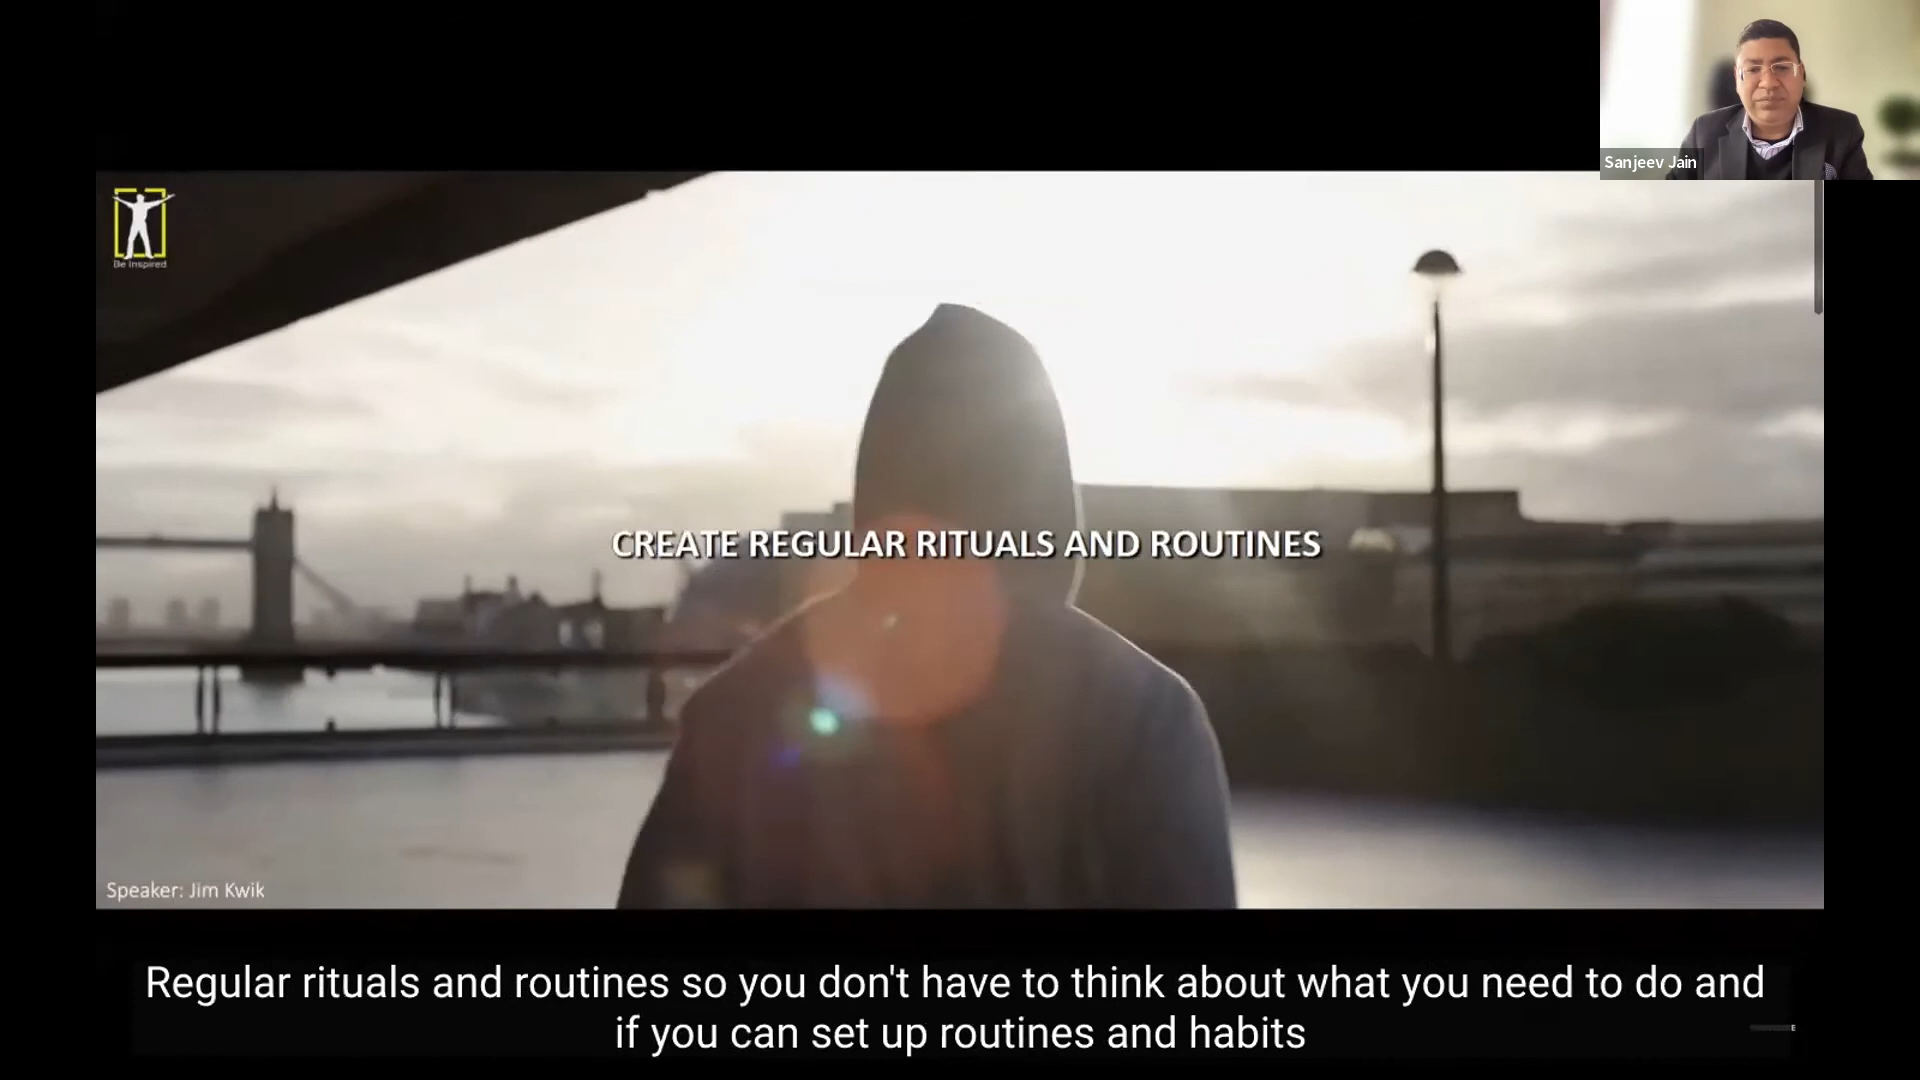 Sanjeev Jain
Be Inspired
CREATE REGULAR RITUALS AND ROUTINES
Speaker: Jim Kwik
Regular rituals and routines so you don't have to think about what you need to do and
if you can set up routines and habits